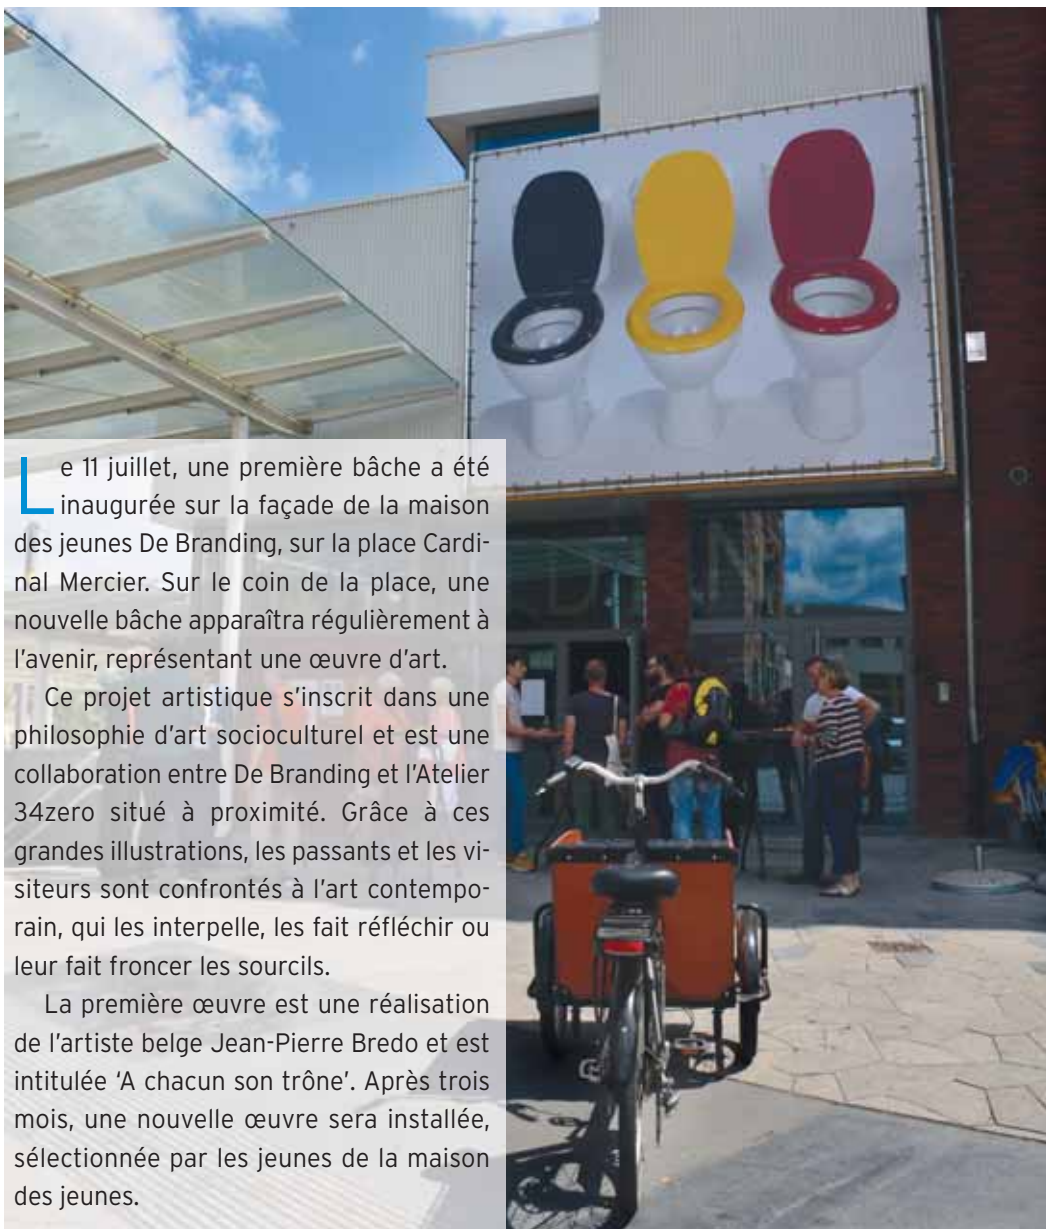 Le 11 juillet, une première bâche a été
inaugurée sur la façade de la maison
des jeunes De Branding, sur la place Cardi-
nal Mercier. Sur le coin de la place, une
nouvelle bâche apparaîtra régulièrement à
l'avenir, représentant une œuvre d'art.
Ce projet artistique s'inscrit dans une
philosophie d'art socioculturel et est une
collaboration entre De Branding et l'Atelier
34zero situé à proximité. Grâce à ces
grandes illustrations, les passants et les vi-
siteurs sont confrontés à l'art contempo-
rain, qui les interpelle, les fait réfléchir ou
leur fait froncer les sourcils.
La première œuvre est une réalisation
de l'artiste belge Jean-Pierre Bredo et est
intitulée ‘A chacun son trône’. Après trois
mois, une nouvelle œuvre sera installée,
sélectionnée par les jeunes de la maison
des jeunes.